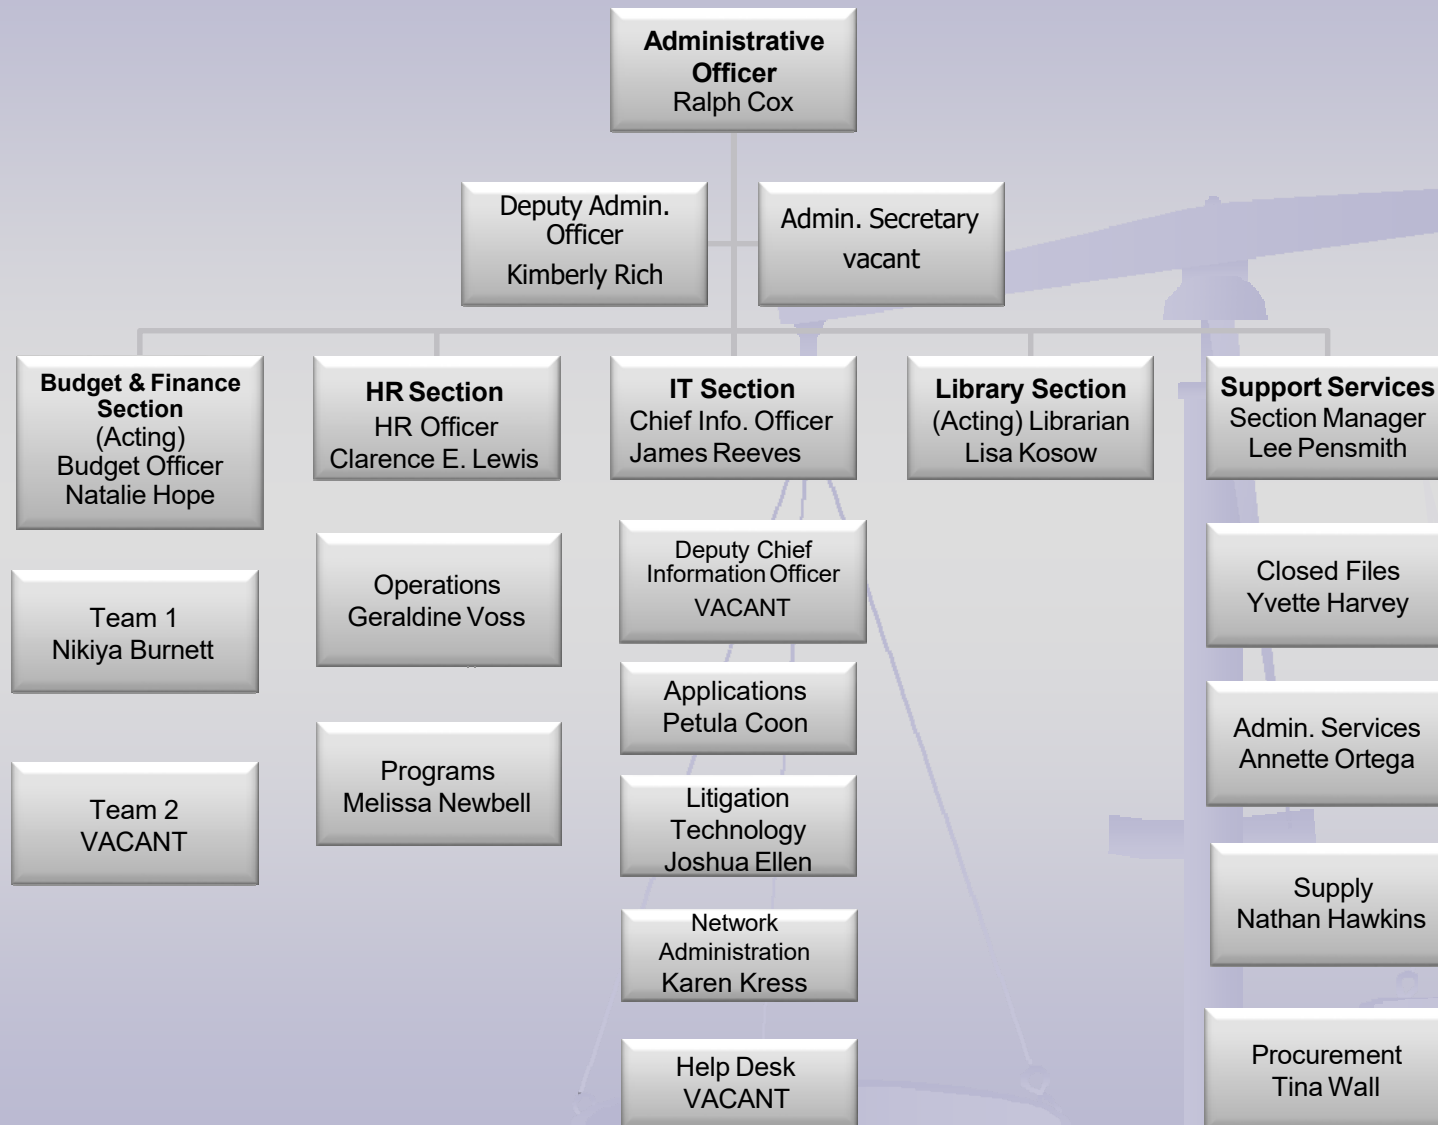 Administrative
Officer
Ralph Cox
Deputy Admin.
Officer
Kimberly Rich
Admin. Secretary
vacant
Budget & Finance
Section
(Acting)
Budget Officer
Natalie Hope
HR Section
HR Officer
Clarence E. Lewis
IT Section
Chief Info. Officer
James Reeves
Library Section
(Acting) Librarian
Lisa Kosow
Support Services
Section Manager
Lee Pensmith
Team 1
Nikiya Burnett
Team 2
VACANT
Operations
Geraldine Voss
Programs
Melissa Newbell
Deputy Chief
Information Officer
VACANT
Applications
Petula Coon
Litigation
Technology
Joshua Ellen
Network
Administration
Karen Kress
Help Desk
VACANT
Closed Files
Yvette Harvey
Admin. Services
Annette Ortega
Supply
Nathan Hawkins
Procurement
Tina Wall